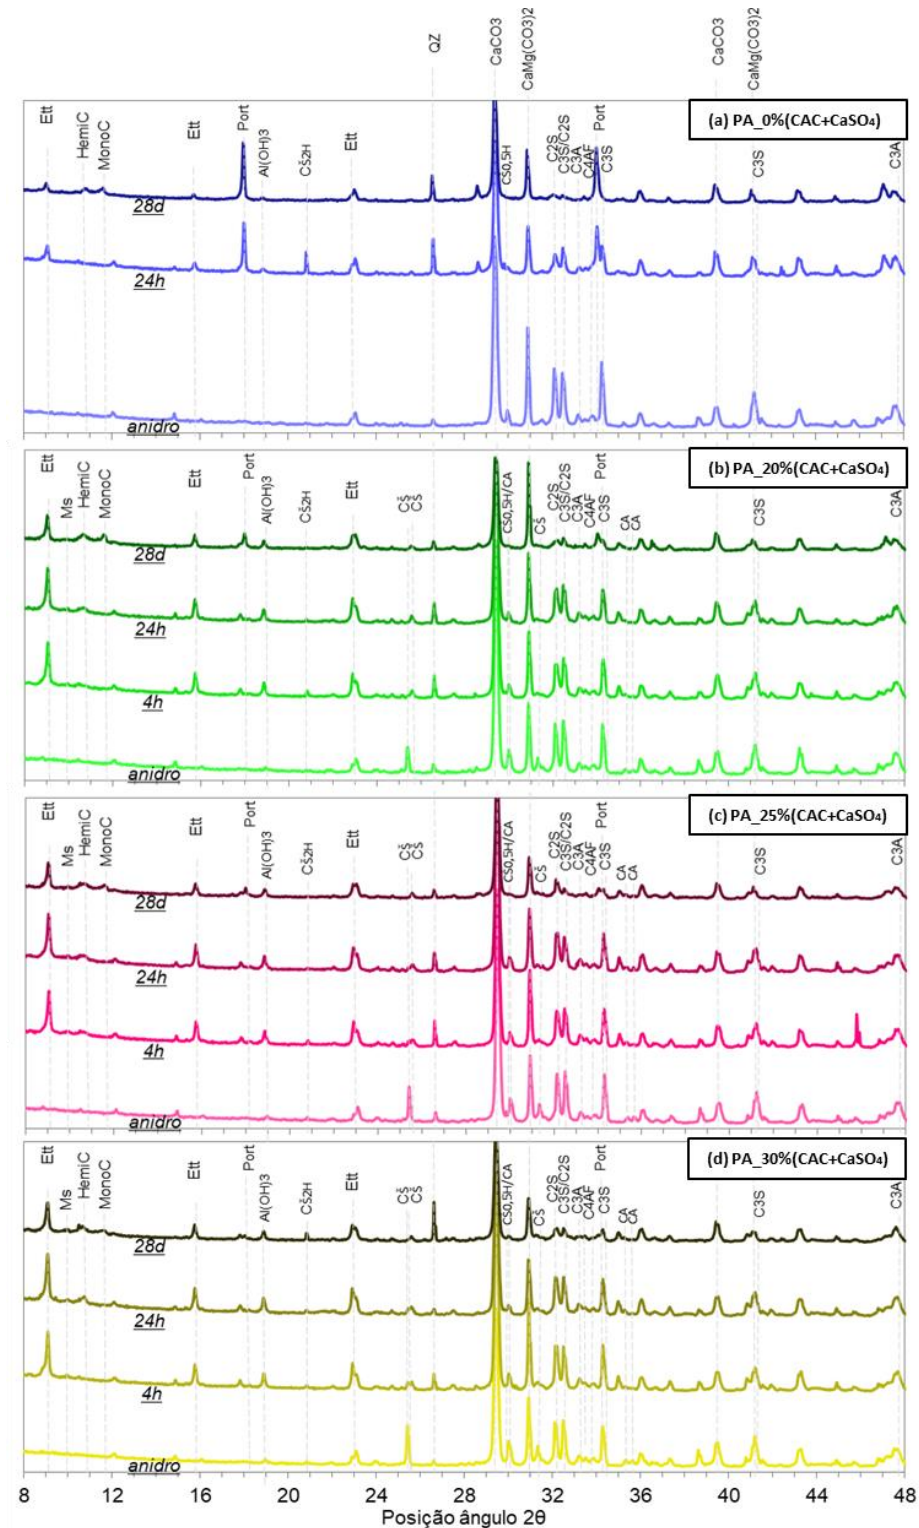 QZ
CaCO3
CaMg(CO3)2
CaCO3
CaMg(CO3)2
(a) PA_0%(CAC+CaSO₄)
Ett
HemiC
MonoC
Ett
Port
Al(OH)3
CŠ2H
Ett
CS0,5H
C2S
C3S/C2S
C3A
C4AF
Port
C3S
C3S
C3A
28d
24h
anidro
(b) PA_20%(CAC+CaSO₄)
Ett
Ms
HemiC
MonoC
Ett
Port
Al(OH)3
CŠ2H
Ett
CŠ
CŠ
CS0,5H/CA
CŠ
C2S
C3S/C2S
C3A
C4AF
Port
C3S
CA
CA
C3S
C3A
28d
24h
4h
anidro
(c) PA_25%(CAC+CaSO₄)
Ett
Ms
HemiC
MonoC
Ett
Port
Al(OH)3
CŠ2H
Ett
CŠ
CŠ
CS0,5H/CA
CŠ
C2S
C3S/C2S
C3A
C4AF
Port
C3S
CA
CA
C3S
C3A
28d
24h
4h
anidro
(d) PA_30%(CAC+CaSO₄)
Ett
Ms
HemiC
MonoC
Ett
Port
Al(OH)3
CŠ2H
Ett
CŠ
CŠ
CS0,5H/CA
CŠ
C2S
C3S/C2S
C3A
C4AF
Port
C3S
CA
CA
C3S
C3A
28d
24h
4h
anidro
8 12 16 20 24 28 32 36 40 44 48
Posição ângulo 2θ